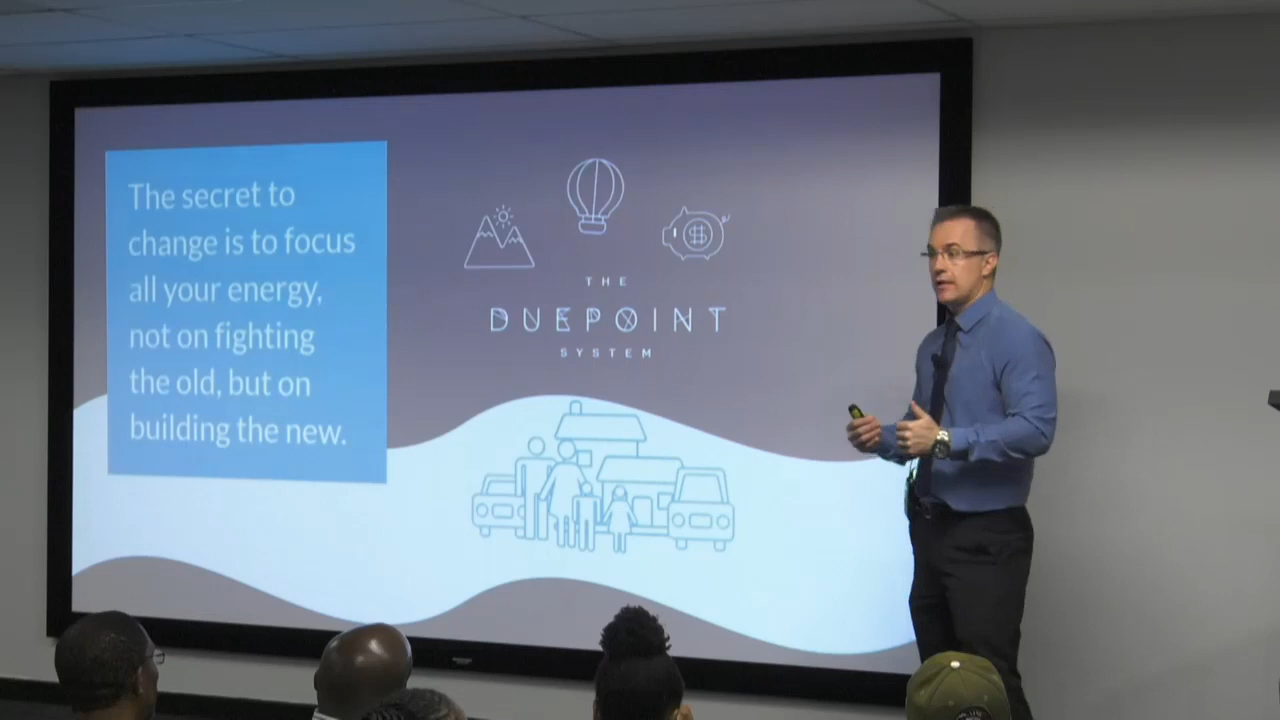 The secret to
change is to focus
all your energy,
not on fighting
the old, but on
building the new.
THE
DUEPOINT
SYSTEM